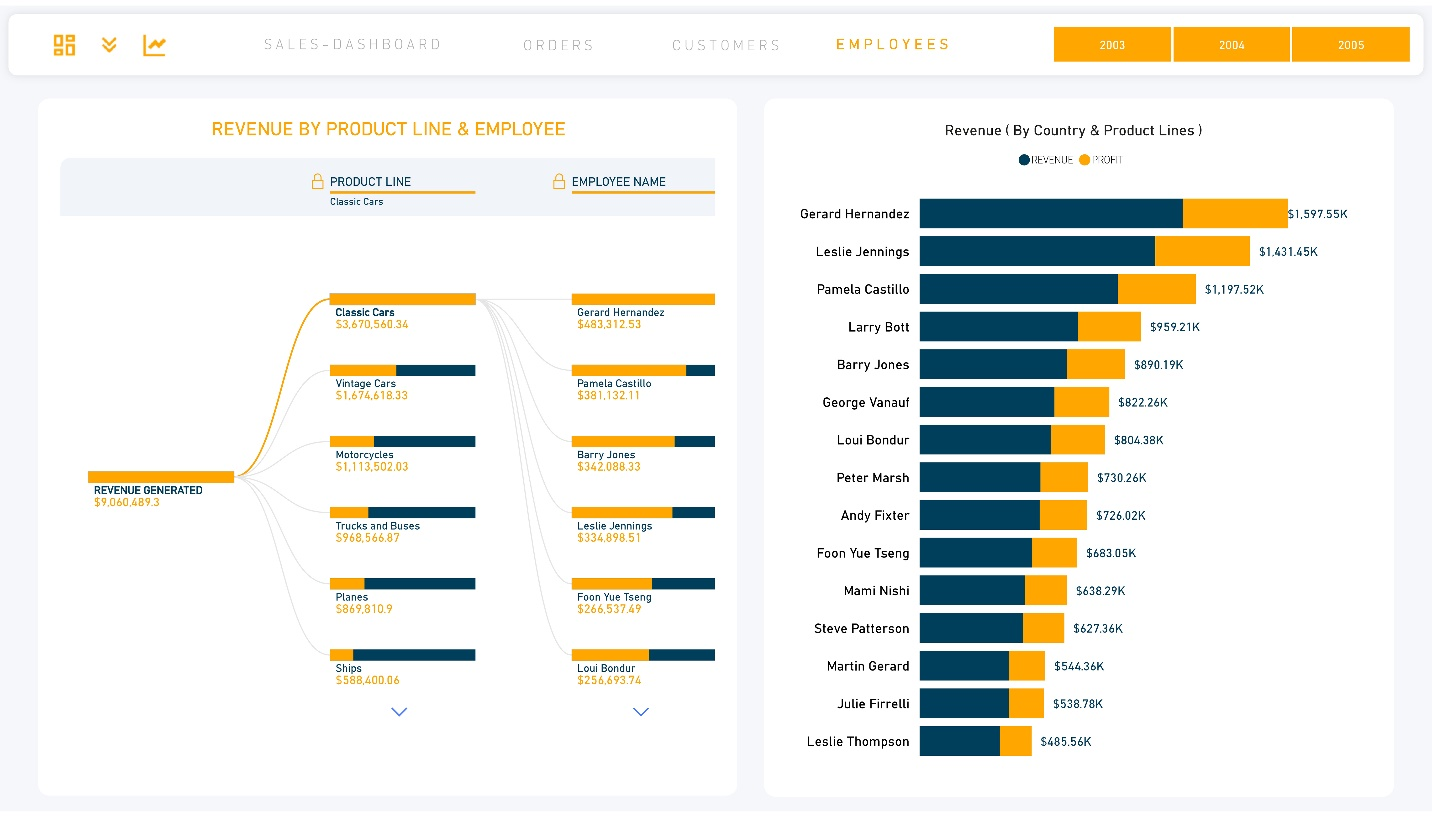 SALES-DASHBOARD ORDERS CUSTOMERS EMPLOYEES 2003 2004 2005
REVENUE BY PRODUCT LINE & EMPLOYEE
PRODUCT LINE EMPLOYEE NAME
Classic Cars
REVENUE GENERATED
$9,060,489.3
Classic Cars
$3,670,560.34
Vintage Cars
$1,674,618.33
Motorcycles
$1,113,502.03
Trucks and Buses
$968,566.87
Planes
$869,810.9
Ships
$588,400.06
Gerard Hernandez
$483,312.53
Pamela Castillo
$381,132.11
Barry Jones
$342,088.33
Leslie Jennings
$334,898.51
Foon Yue Tseng
$266,537.49
Loui Bondur
$256,693.74
Revenue ( By Country & Product Lines )
REVENUE PROFIT
Gerard Hernandez $1,597.55K
Leslie Jennings $1,431.45K
Pamela Castillo $1,197.52K
Larry Bott $959.21K
Barry Jones $890.19K
George Vanauf $822.26K
Loui Bondur $804.38K
Peter Marsh $730.26K
Andy Fixter $726.02K
Foon Yue Tseng $683.05K
Mami Nishi $638.29K
Steve Patterson $627.36K
Martin Gerard $544.36K
Julie Firrelli $538.78K
Leslie Thompson $485.56K